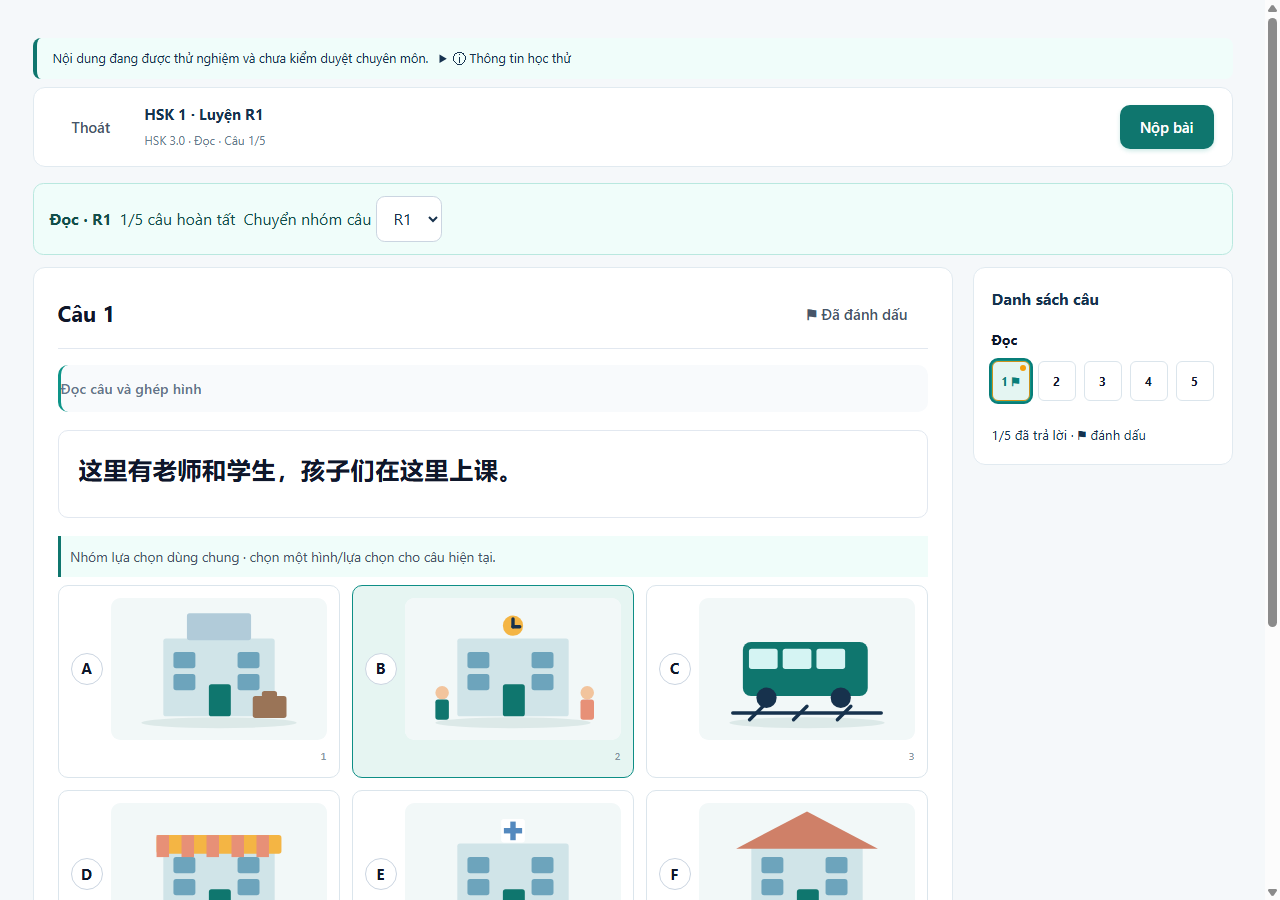 Nội dung đang được thử nghiệm và chưa kiểm duyệt chuyên môn. ▶ ⓘ Thông tin học thử
Thoát
HSK 1 · Luyện R1
HSK 3.0 · Đọc · Câu 1/5
Nộp bài
Đọc · R1 1/5 câu hoàn tất Chuyển nhóm câu R1
Câu 1
⚑ Đã đánh dấu
Đọc câu và ghép hình
这里有老师和学生，孩子们在这里上课。
Nhóm lựa chọn dùng chung · chọn một hình/lựa chọn cho câu hiện tại.
A
1
B
2
C
3
D
E
F
Danh sách câu
Đọc
1 ⚑ 2 3 4 5
1/5 đã trả lời · ⚑ đánh dấu